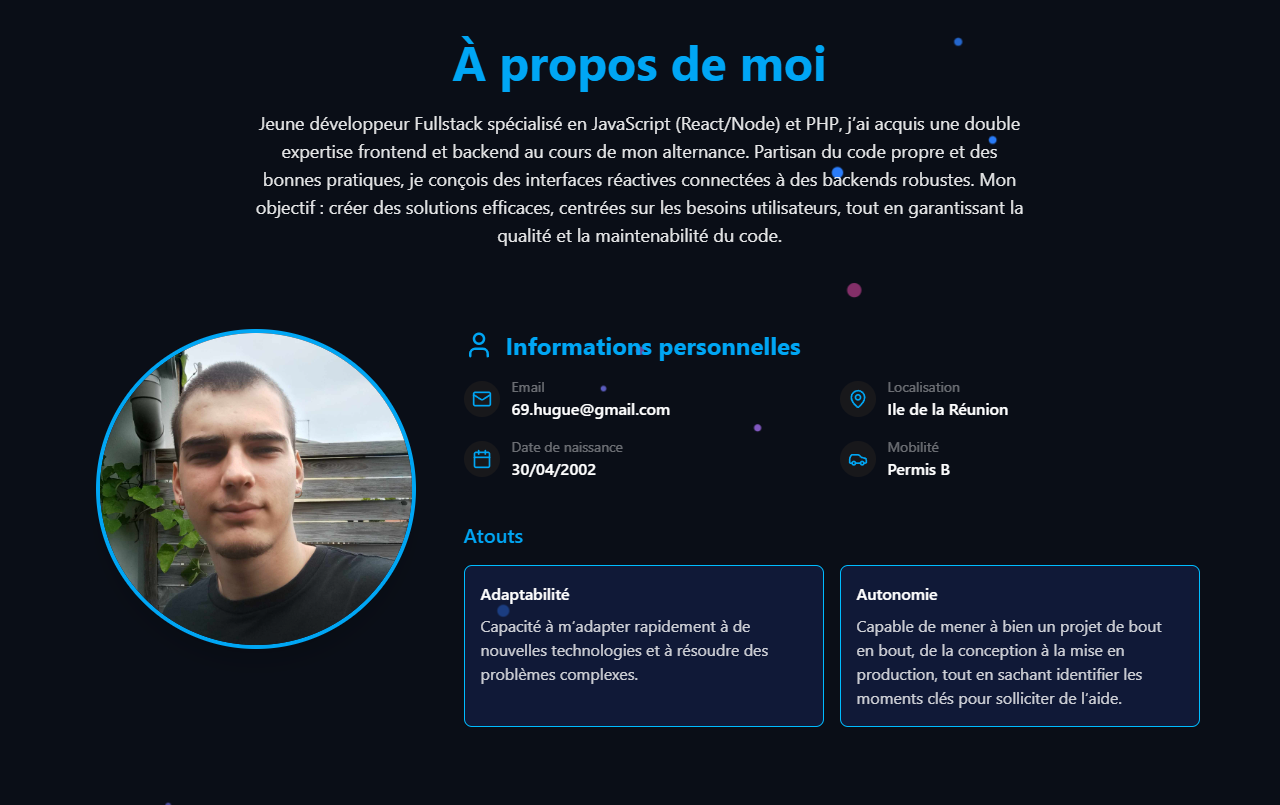 À propos de moi
Jeune développeur Fullstack spécialisé en JavaScript (React/Node) et PHP, j’ai acquis une double
expertise frontend et backend au cours de mon alternance. Partisan du code propre et des
bonnes pratiques, je conçois des interfaces réactives connectées à des backends robustes. Mon
objectif : créer des solutions efficaces, centrées sur les besoins utilisateurs, tout en garantissant la
qualité et la maintenabilité du code.
Informations personnelles
Email
69.hugue@gmail.com
Localisation
Ile de la Réunion
Date de naissance
30/04/2002
Mobilité
Permis B
Atouts
Adaptabilité
Capacité à m’adapter rapidement à de
nouvelles technologies et à résoudre des
problèmes complexes.
Autonomie
Capable de mener à bien un projet de bout
en bout, de la conception à la mise en
production, tout en sachant identifier les
moments clés pour solliciter de l’aide.